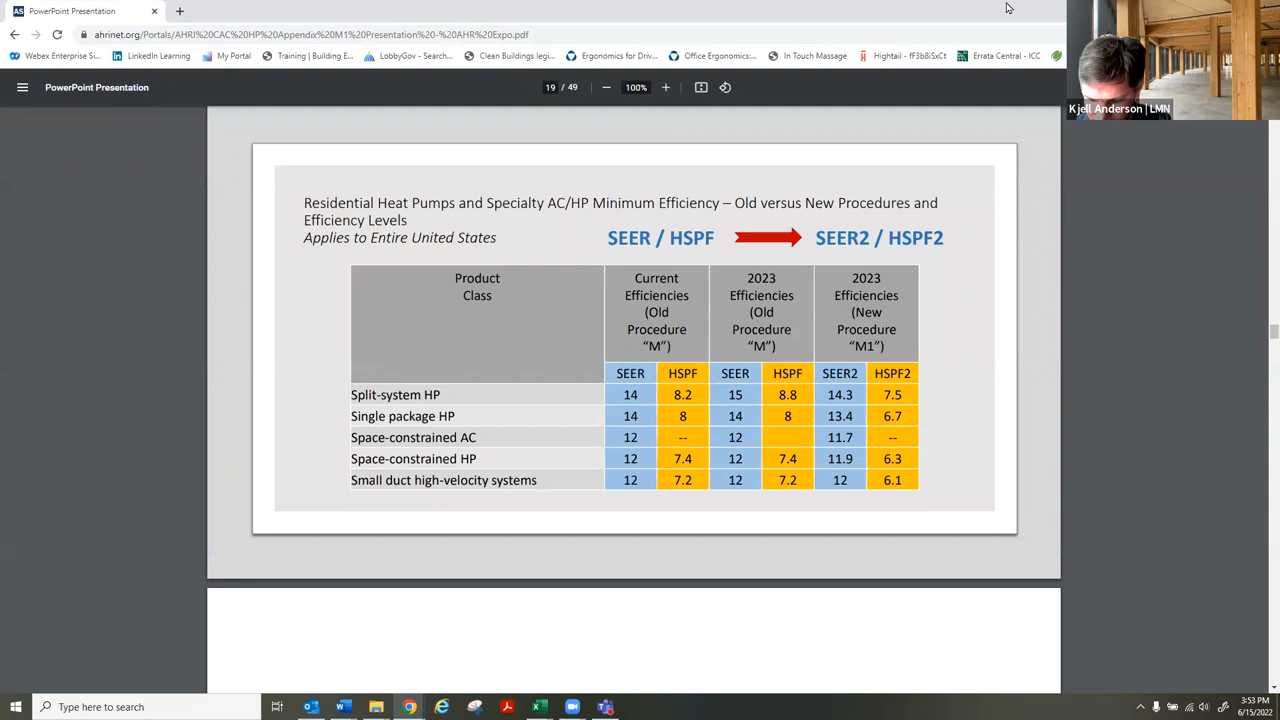 PowerPoint Presentation
ahrinet.org/Portals/AHRI%20CAC%20HP%20Appendix%20M1%20Presentation%20-%20AHR%20Expo.pdf
Webex Enterprise Si... LinkedIn Learning My Portal Training | Building E... LobbyGov - Search... Clean Buildings legi... Ergonomics for Driv... Office Ergonomics:... In Touch Massage Hightail - fF3b8iSxCt Errata Central - ICC
PowerPoint Presentation 19 / 49 100%
Kjell Anderson | LMN
Residential Heat Pumps and Specialty AC/HP Minimum Efficiency – Old versus New Procedures and
Efficiency Levels
Applies to Entire United States SEER / HSPF SEER2 / HSPF2
Product Current 2023 2023
Class Efficiencies Efficiencies Efficiencies
(Old (Old (New
Procedure Procedure Procedure
“M”) “M”) “M1”)
SEER HSPF SEER HSPF SEER2 HSPF2
Split-system HP 14 8.2 15 8.8 14.3 7.5
Single package HP 14 8 14 8 13.4 6.7
Space-constrained AC 12 -- 12 11.7 --
Space-constrained HP 12 7.4 12 7.4 11.9 6.3
Small duct high-velocity systems 12 7.2 12 7.2 12 6.1
Type here to search
3:53 PM
6/15/2022